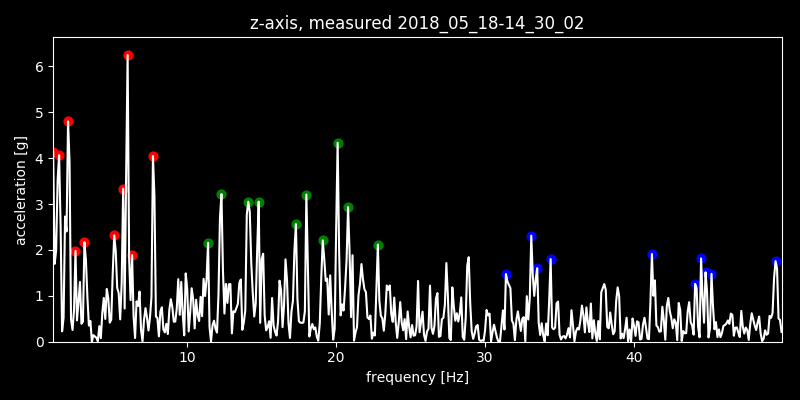 z-axis, measured 2018_05_18-14_30_02
acceleration [g]
6
5
4
3
2
1
0
10 20 30 40
frequency [Hz]